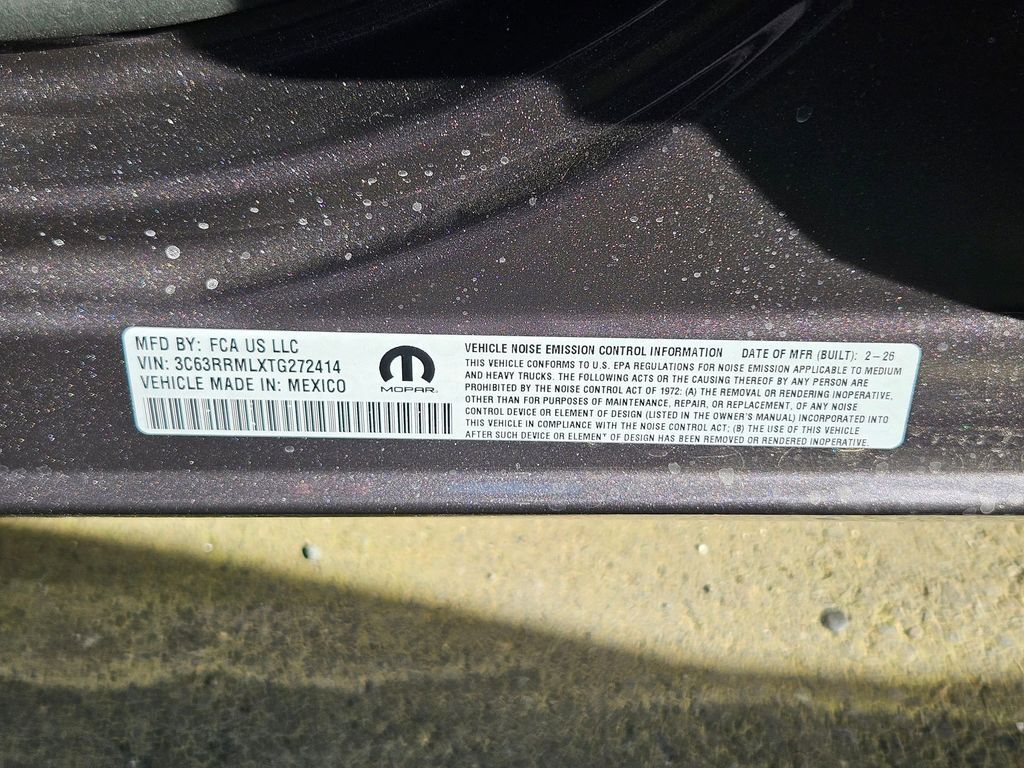 MFD BY: FCA US LLC
VIN: 3C63RRMLXTG272414
VEHICLE MADE IN: MEXICO
MOPAR®
VEHICLE NOISE EMISSION CONTROL INFORMATION DATE OF MFR (BUILT): 2-26
THIS VEHICLE CONFORMS TO U.S. EPA REGULATIONS FOR NOISE EMISSION APPLICABLE TO MEDIUM
AND HEAVY TRUCKS. THE FOLLOWING ACTS OR THE CAUSING THEREOF BY ANY PERSON ARE
PROHIBITED BY THE NOISE CONTROL ACT OF 1972: (A) THE REMOVAL OR RENDERING INOPERATIVE,
OTHER THAN FOR PURPOSES OF MAINTENANCE, REPAIR, OR REPLACEMENT, OF ANY NOISE
CONTROL DEVICE OR ELEMENT OF DESIGN (LISTED IN THE OWNER'S MANUAL) INCORPORATED INTO
THIS VEHICLE IN COMPLIANCE WITH THE NOISE CONTROL ACT; (B) THE USE OF THIS VEHICLE
AFTER SUCH DEVICE OR ELEMENT OF DESIGN HAS BEEN REMOVED OR RENDERED INOPERATIVE.